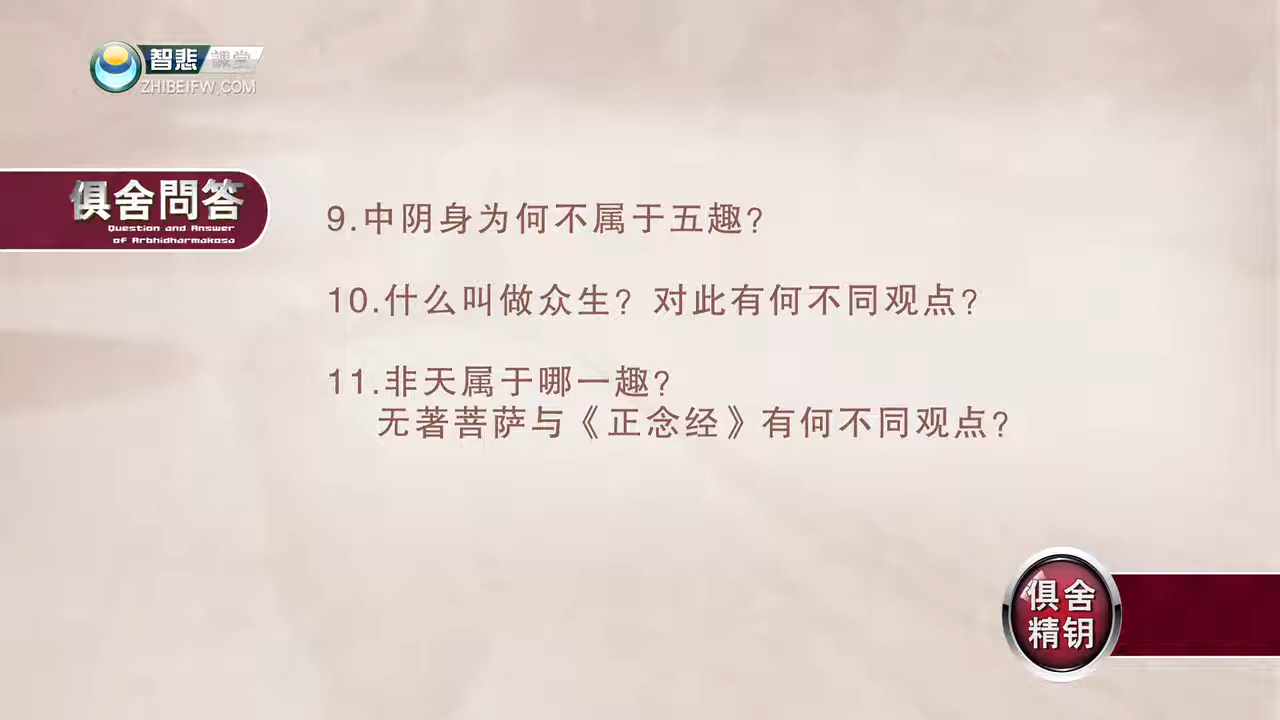 智悲課堂
ZHIBEIFW.COM
俱舍問答
Question and Answer
of Arbhidharmakosa
9.中阴身为何不属于五趣?
10.什么叫做众生? 对此有何不同观点?
11.非天属于哪一趣?
无著菩萨与《正念经》有何不同观点?
俱舍
精钥